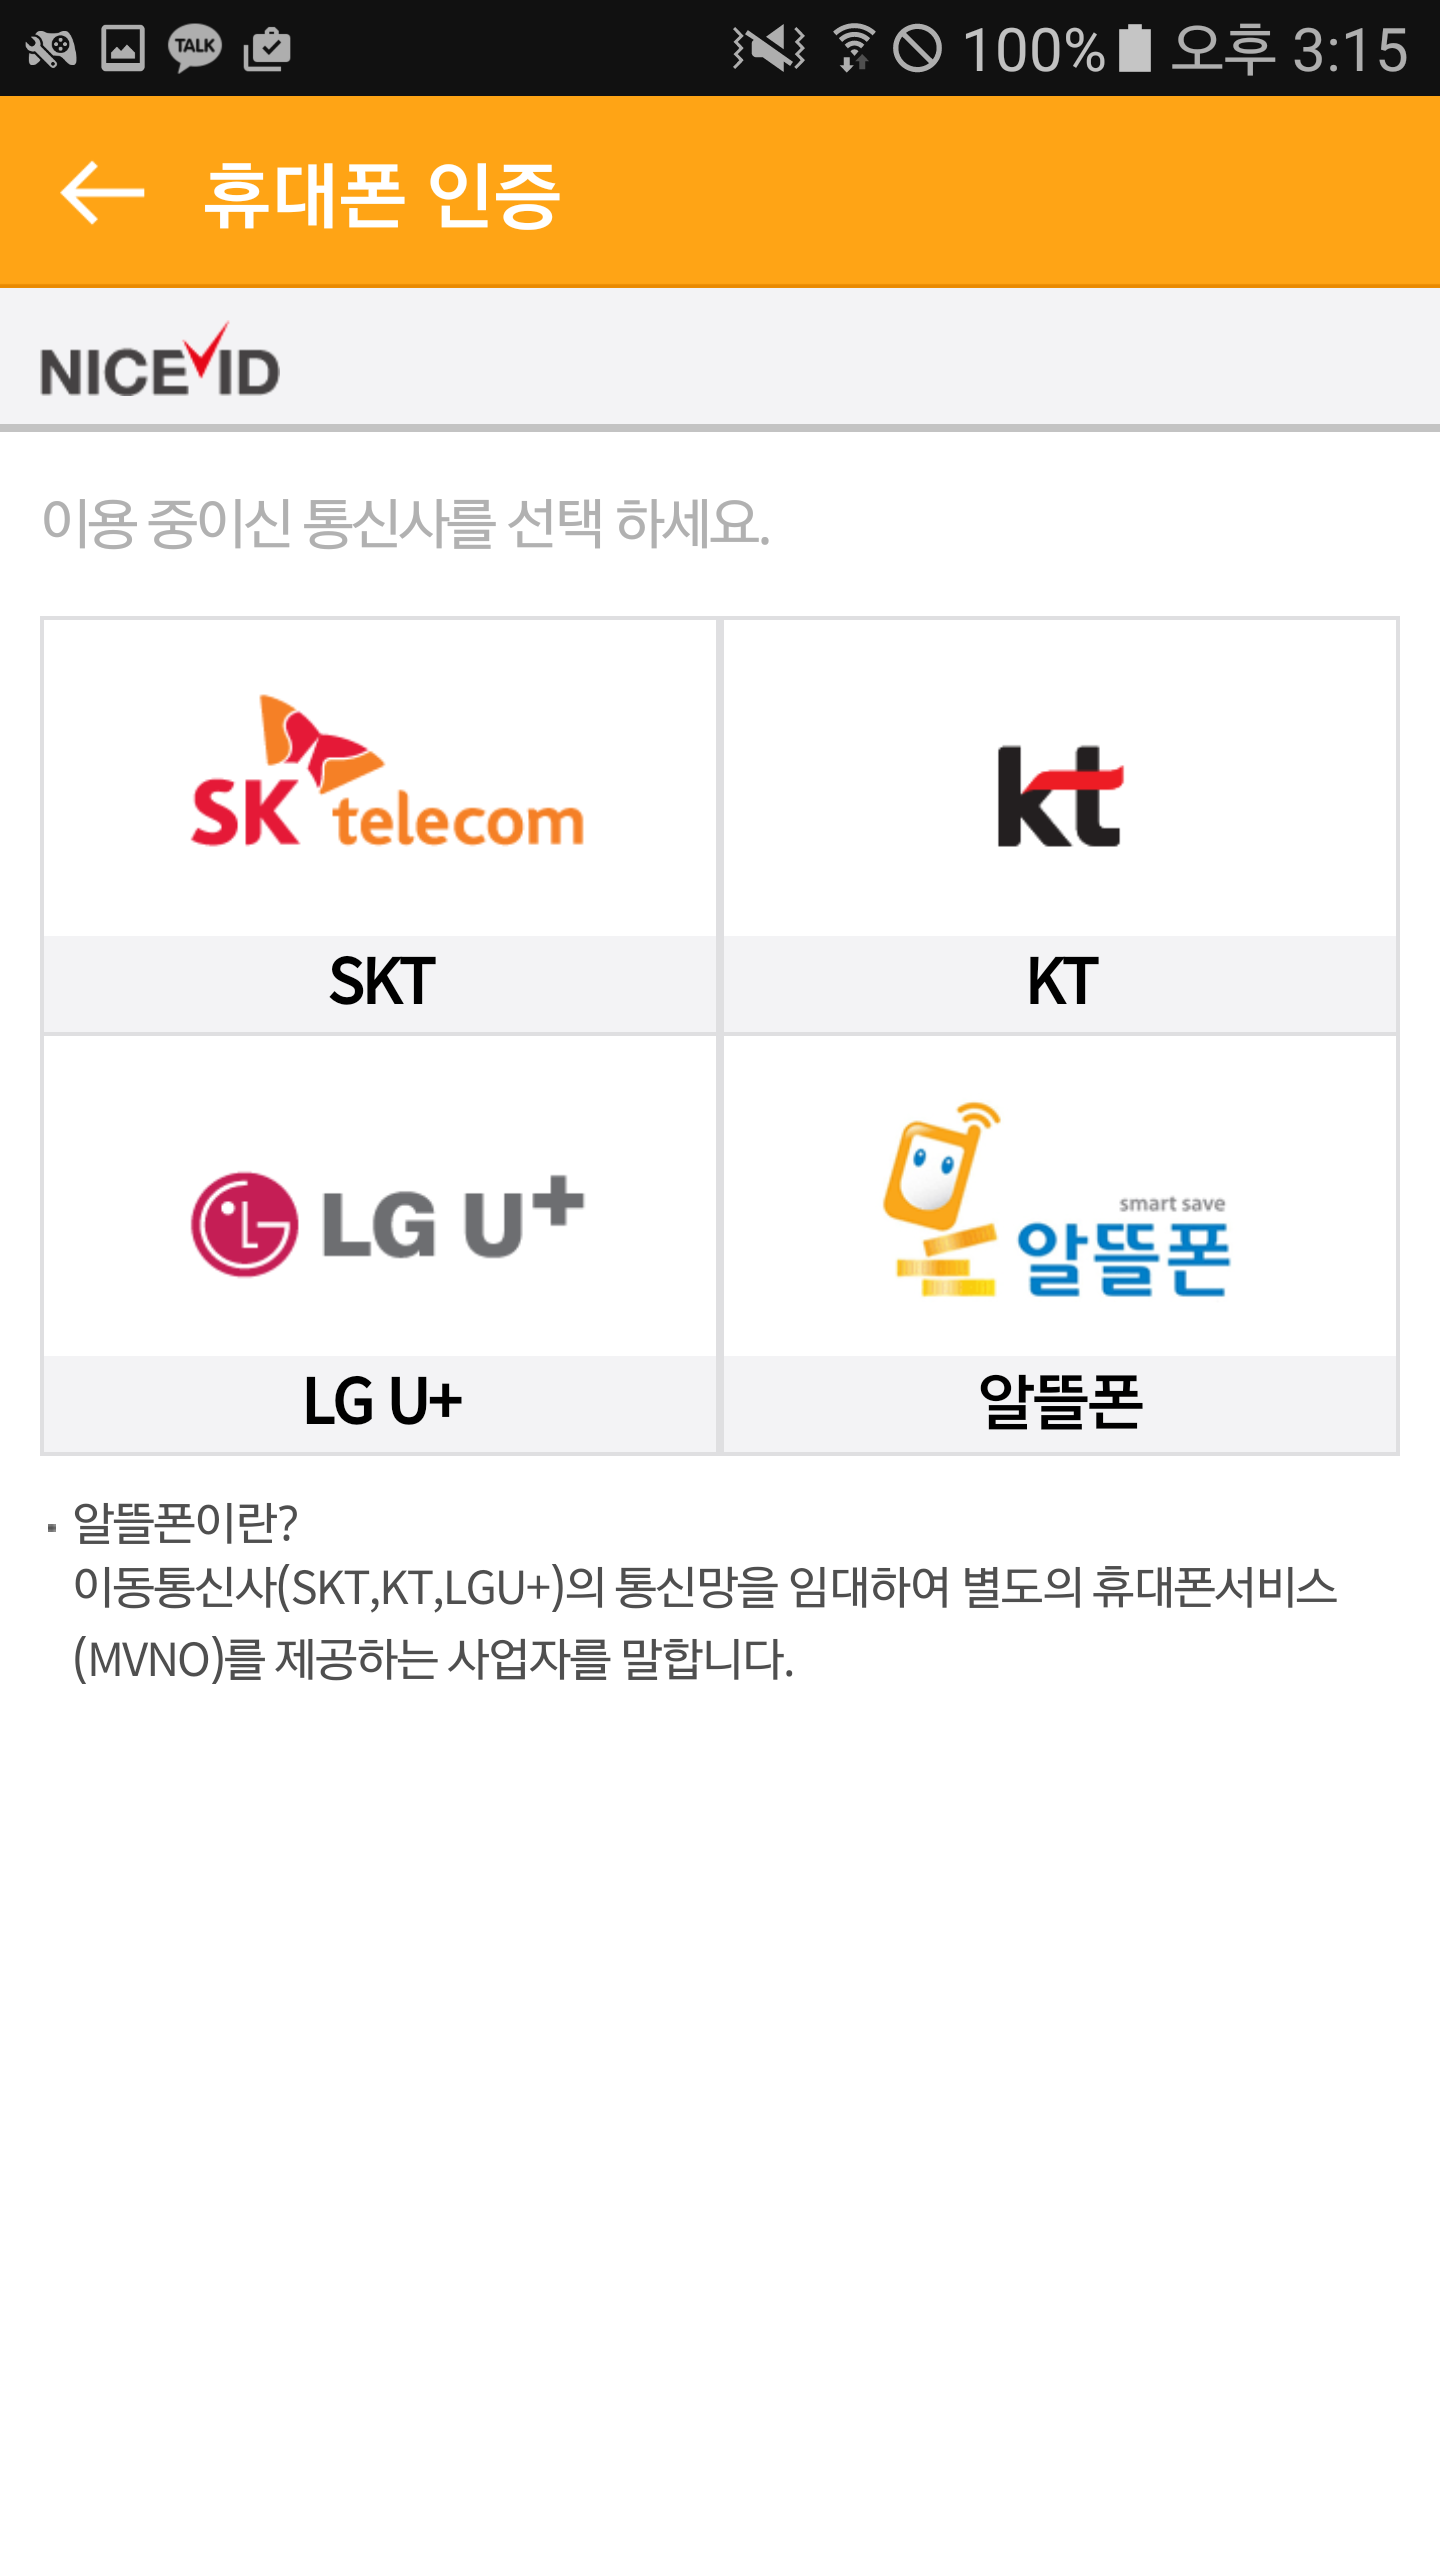 TALK
100% 오후 3:15
휴대폰 인증
NICE ID
이용 중이신 통신사를 선택 하세요.
SK telecom
kt
SKT
KT
LG U+
smart save
알뜰폰
LG U+
알뜰폰
알뜰폰이란?
이동통신사(SKT,KT,LGU+)의 통신망을 임대하여 별도의 휴대폰서비스
(MVNO)를 제공하는 사업자를 말합니다.